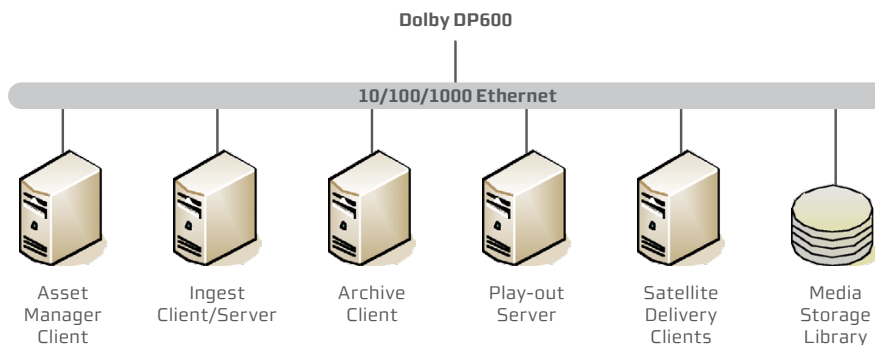 Dolby DP600
10/100/1000 Ethernet
Asset
Manager
Client
Ingest
Client/Server
Archive
Client
Play-out
Server
Satellite
Delivery
Clients
Media
Storage
Library